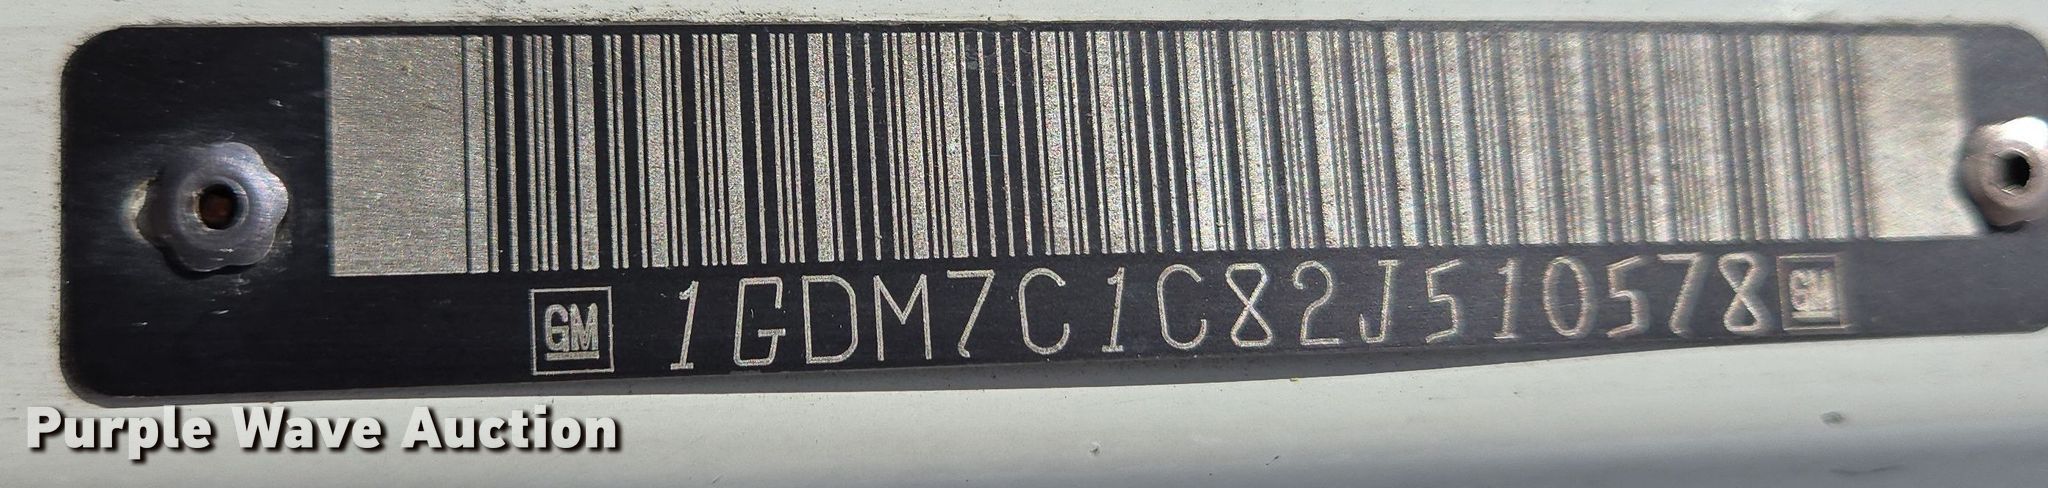 GM 1GDM7C1C82J510578 GM
Purple Wave Auction